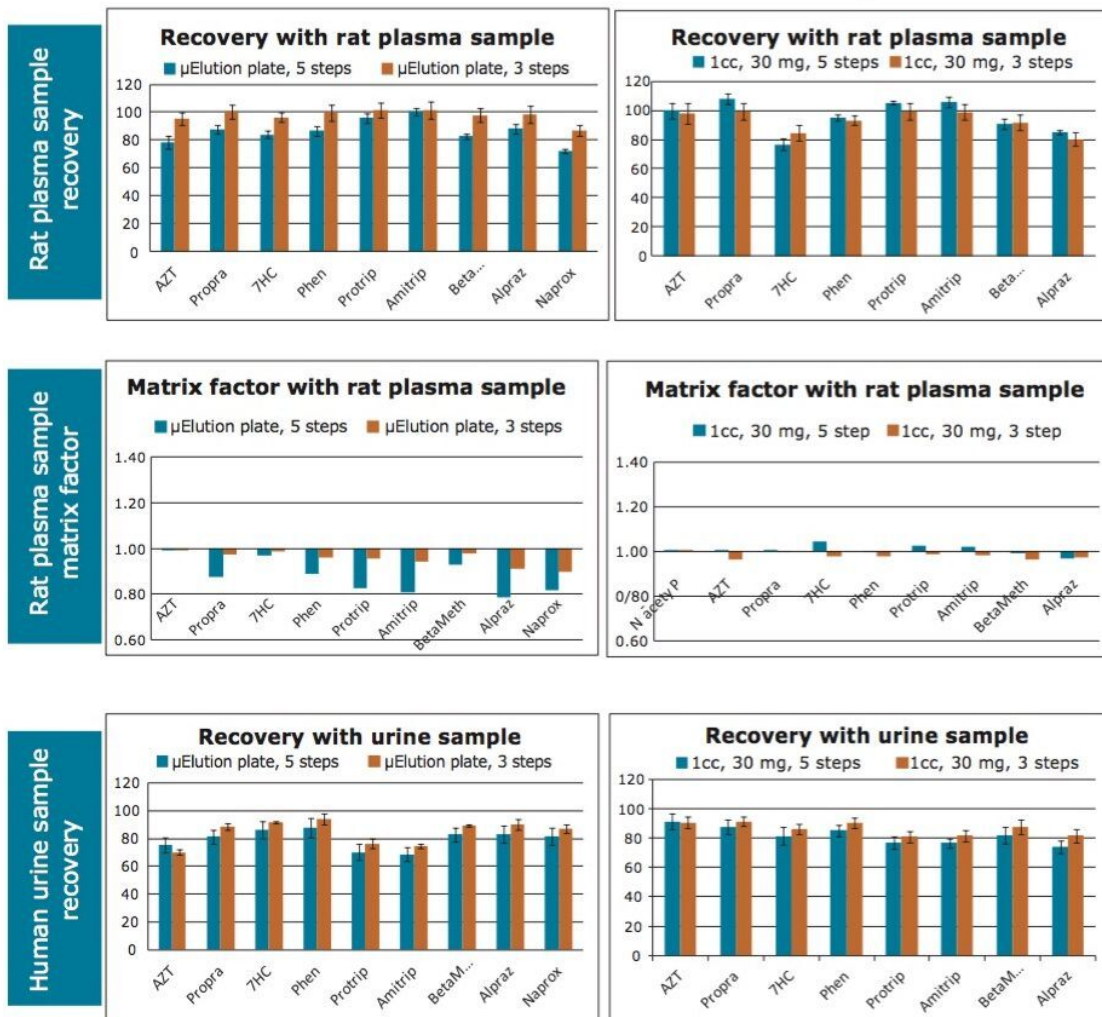 Rat plasma sample
recovery
Recovery with rat plasma sample
µElution plate, 5 steps µElution plate, 3 steps
120
100
80
60
40
20
0
AZT Propra 7HC Phen Protrip Amitrip Beta... Alpraz Naprox
Recovery with rat plasma sample
1cc, 30 mg, 5 steps 1cc, 30 mg, 3 steps
120
100
80
60
40
20
0
AZT Propra 7HC Phen Protrip Amitrip Beta... Alpraz
Rat plasma sample
matrix factor
Matrix factor with rat plasma sample
µElution plate, 5 steps µElution plate, 3 steps
1.40
1.20
1.00
0.80
0.60
AZT Propra 7HC Phen Protrip Amitrip BetaMeth Alpraz Naprox
Matrix factor with rat plasma sample
1cc, 30 mg, 5 step 1cc, 30 mg, 3 step
1.40
1.20
1.00
0/80
0.60
N acety P AZT Propra 7HC Phen Protrip Amitrip BetaMeth Alpraz
Human urine sample
recovery
Recovery with urine sample
µElution plate, 5 steps µElution plate, 3 steps
120
100
80
60
40
20
0
AZT Propra 7HC Phen Protrip Amitrip BetaM... Alpraz Naprox
Recovery with urine sample
1cc, 30 mg, 5 steps 1cc, 30 mg, 3 steps
120
100
80
60
40
20
0
AZT Propra 7HC Phen Protrip Amitrip BetaM... Alpraz